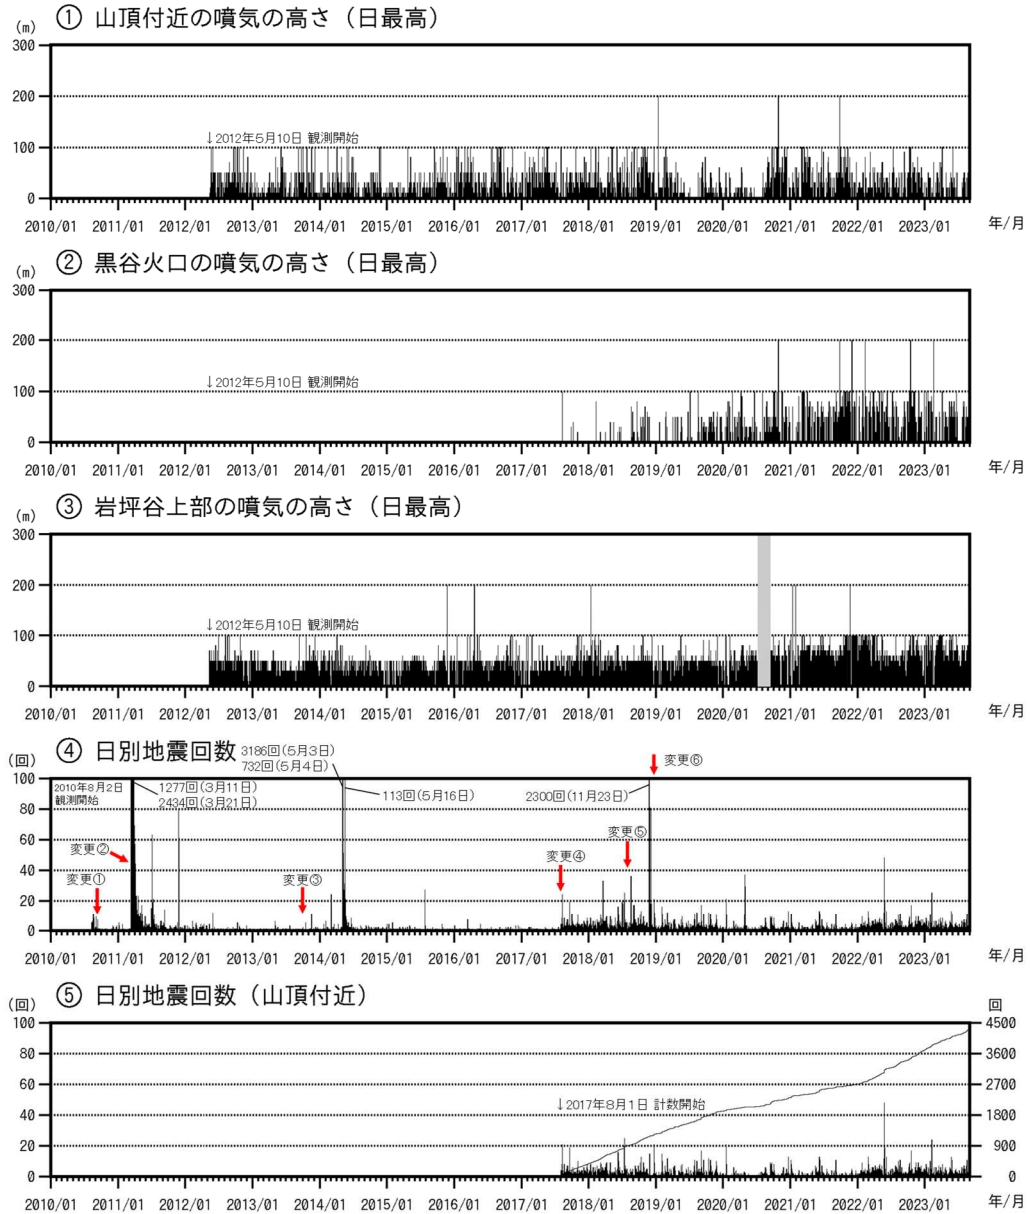 ① 山頂付近の噴気の高さ（日最高）
(m)
300
200
↓2012年5月10日 観測開始
100
0
2010/01 2011/01 2012/01 2013/01 2014/01 2015/01 2016/01 2017/01 2018/01 2019/01 2020/01 2021/01 2022/01 2023/01 年/月
② 黒谷火口の噴気の高さ（日最高）
(m)
300
200
↓2012年5月10日 観測開始
100
0
2010/01 2011/01 2012/01 2013/01 2014/01 2015/01 2016/01 2017/01 2018/01 2019/01 2020/01 2021/01 2022/01 2023/01 年/月
③ 岩坪谷上部の噴気の高さ（日最高）
(m)
300
200
↓2012年5月10日 観測開始
100
0
2010/01 2011/01 2012/01 2013/01 2014/01 2015/01 2016/01 2017/01 2018/01 2019/01 2020/01 2021/01 2022/01 2023/01 年/月
④ 日別地震回数
3186回(5月3日)
732回(5月4日)
変更⑥
(回)
100
2010年8月2日
観測開始
1277回(3月11日)
2434回(3月21日)
113回(5月16日)
2300回(11月23日)
80
変更⑤
60
変更②
変更④
40
変更①
変更③
20
0
2010/01 2011/01 2012/01 2013/01 2014/01 2015/01 2016/01 2017/01 2018/01 2019/01 2020/01 2021/01 2022/01 2023/01 年/月
⑤ 日別地震回数（山頂付近）
(回) 回
100 4500
80 3600
60 2700
↓2017年8月1日 計数開始
40 1800
20 900
0 0
2010/01 2011/01 2012/01 2013/01 2014/01 2015/01 2016/01 2017/01 2018/01 2019/01 2020/01 2021/01 2022/01 2023/01 年/月